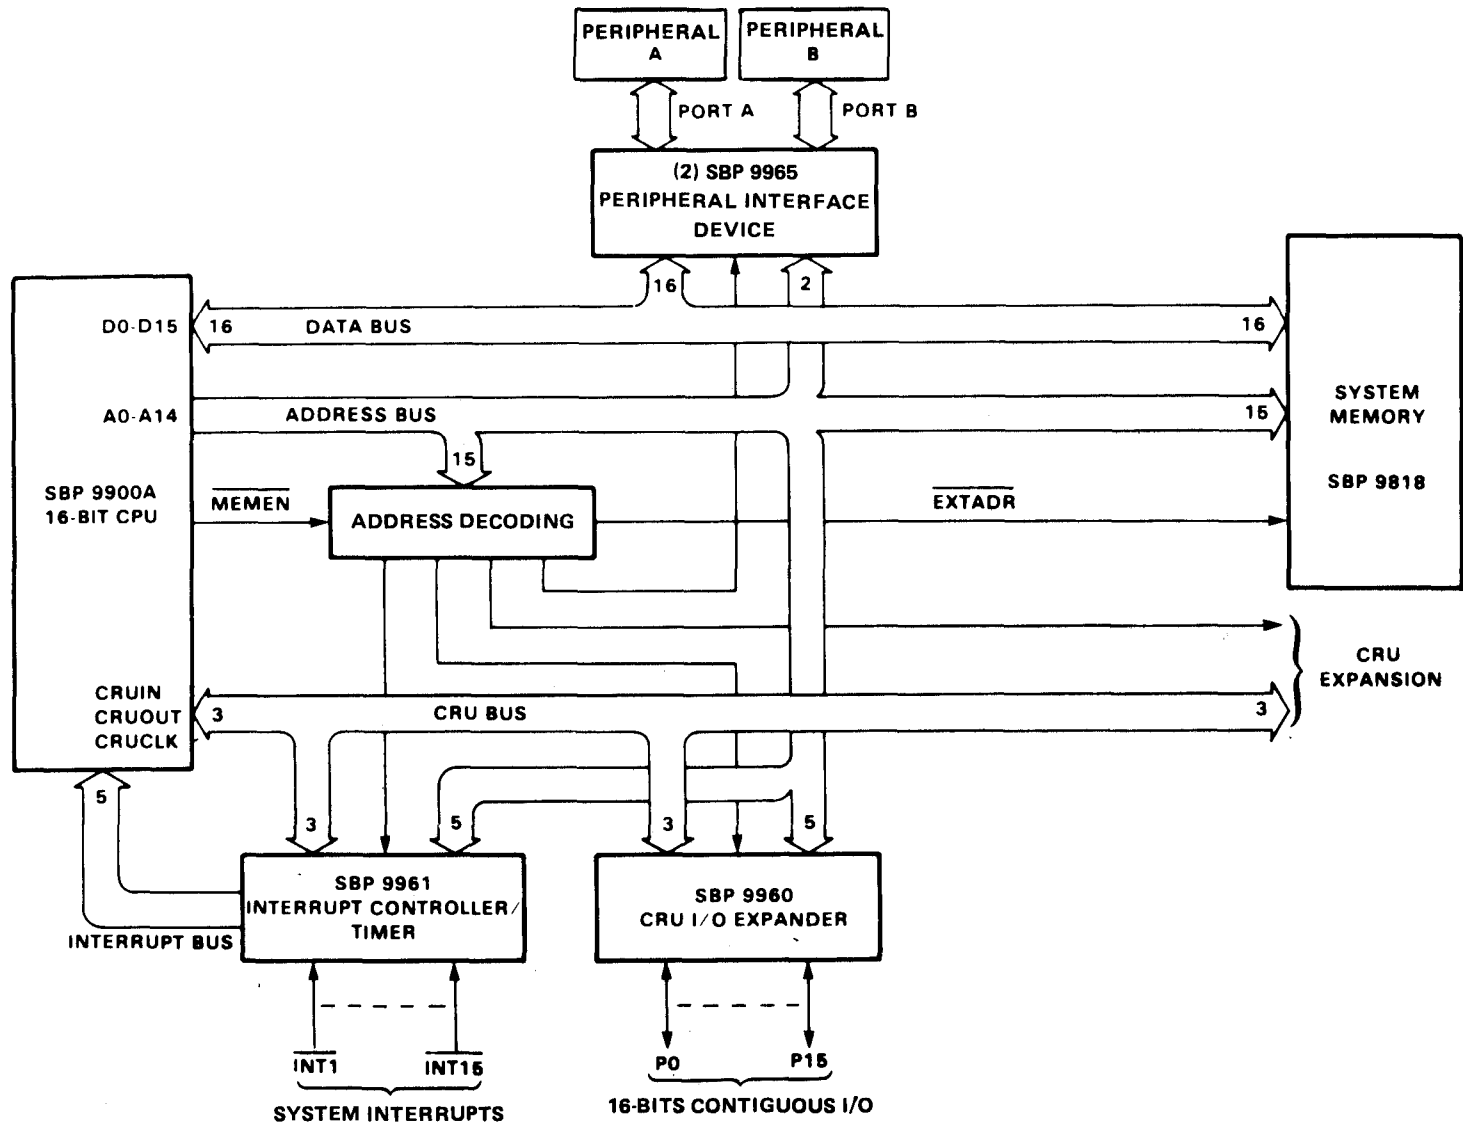 PERIPHERAL
A
PERIPHERAL
B
PORT A
PORT B
(2) SBP 9965
PERIPHERAL INTERFACE
DEVICE
16
2
D0-D15
16
DATA BUS
16
A0-A14
ADDRESS BUS
15
15
SYSTEM
MEMORY
SBP 9818
SBP 9900A
16-BIT CPU
MEMEN
ADDRESS DECODING
EXTADR
CRU
EXPANSION
CRUIN
CRUOUT
CRUCLK
3
CRU BUS
3
5
3
5
3
5
SBP 9961
INTERRUPT CONTROLLER/
TIMER
SBP 9960
CRU I/O EXPANDER
INTERRUPT BUS
INT1
INT15
P0
P15
SYSTEM INTERRUPTS
16-BITS CONTIGUOUS I/O